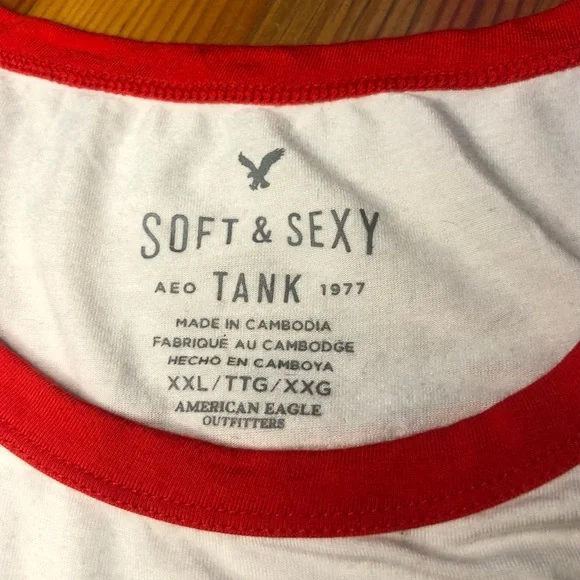 SOFT & SEXY
AEO TANK 1977
MADE IN CAMBODIA
FABRIQUÉ AU CAMBODGE
HECHO EN CAMBOYA
XXL/TTG/XXG
AMERICAN EAGLE
OUTFITTERS